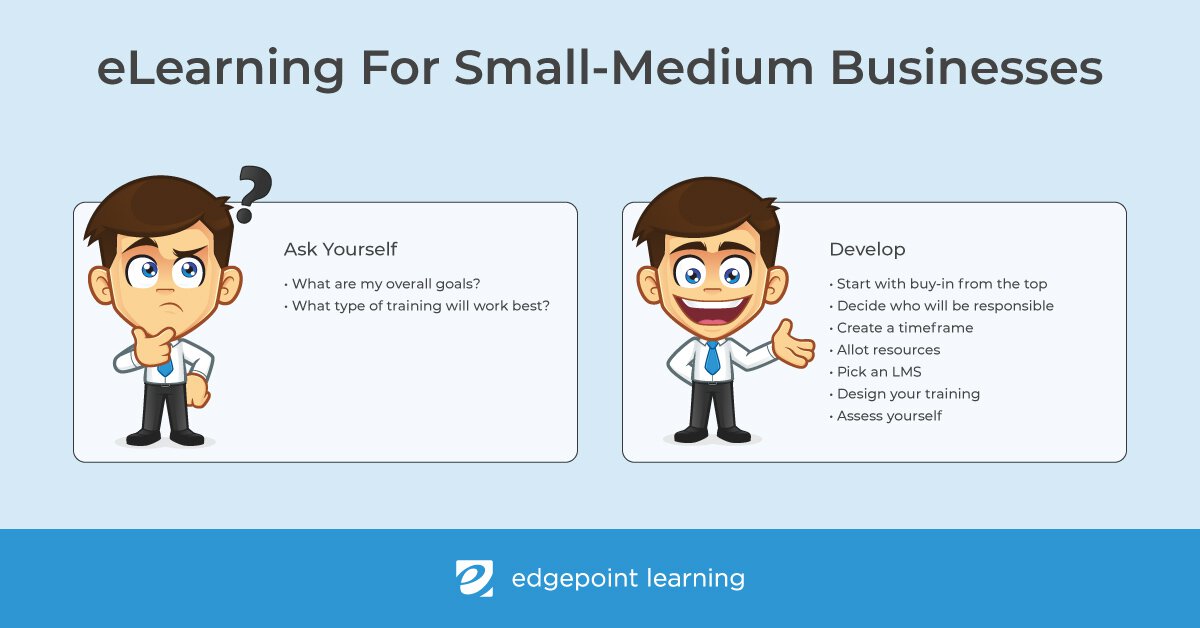 eLearning For Small-Medium Businesses
?
Ask Yourself
• What are my overall goals?
• What type of training will work best?
Develop
• Start with buy-in from the top
• Decide who will be responsible
• Create a timeframe
• Allot resources
• Pick an LMS
• Design your training
• Assess yourself
edgepoint learning